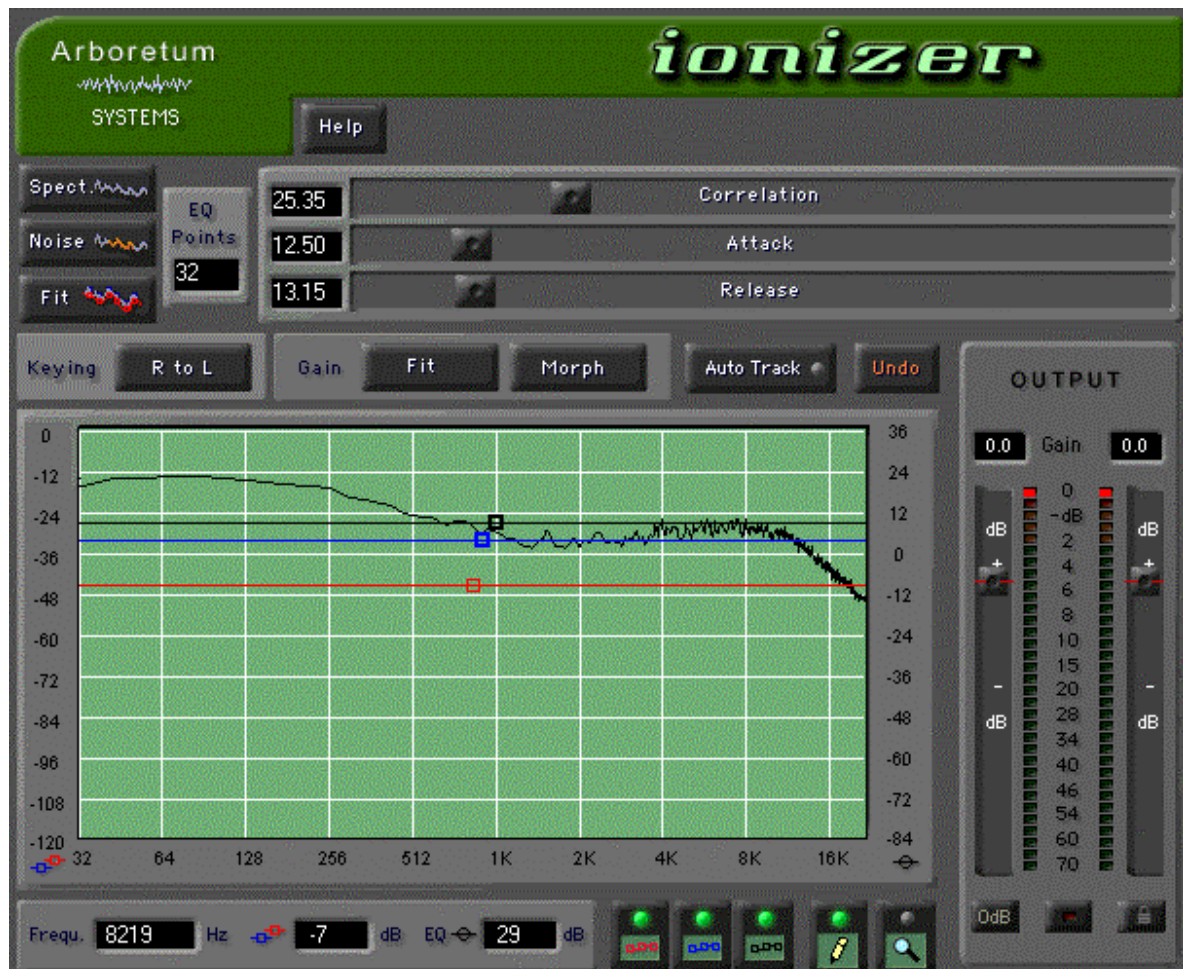 Arboretum
SYSTEMS
ionizer
Help
Spect.
Noise
Fit
EQ
Points
32
25.35 Correlation
12.50 Attack
13.15 Release
Keying R to L
Gain Fit Morph
Auto Track
Undo
0
-12
-24
-36
-48
-60
-72
-84
-96
-108
-120
36
24
12
0
-12
-24
-36
-48
-60
-72
-84
32 64 128 256 512 1K 2K 4K 8K 16K
OUTPUT
0.0 Gain 0.0
dB
+
-
dB
0
-dB
2
4
6
8
10
15
20
28
34
40
46
54
60
70
dB
+
-
dB
0dB
Frequ. 8219 Hz -7 dB EQ 29 dB